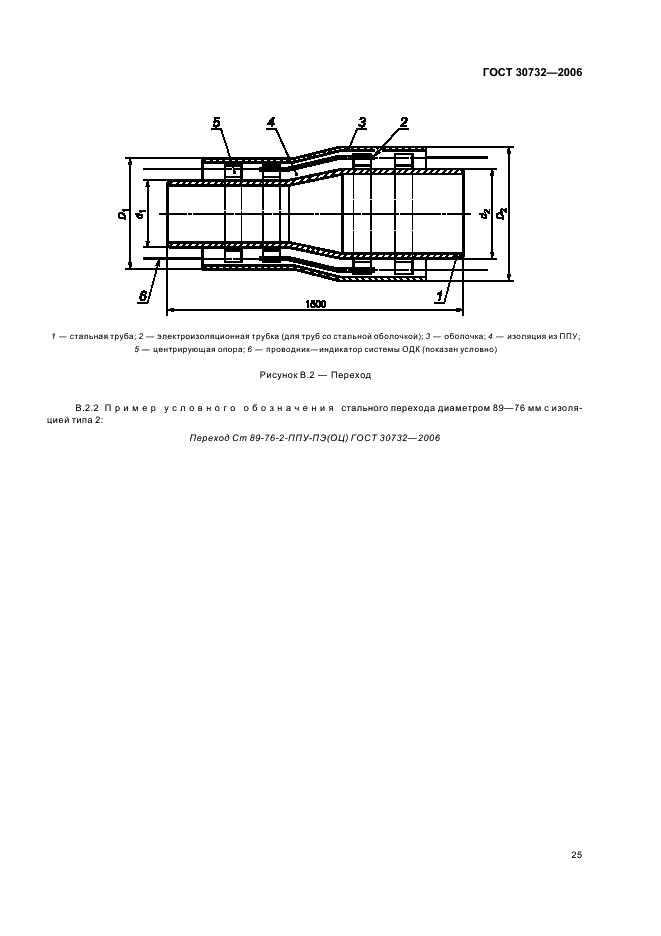 ГОСТ 30732—2006
5 4 3 2
D1 d1 d2 D2
6 1
1500
1 — стальная труба; 2 — электроизоляционная трубка (для труб со стальной оболочкой); 3 — оболочка; 4 — изоляция из ППУ;
5 — центрирующая опора; 6 — проводник—индикатор системы ОДК (показан условно)
Рисунок В.2 — Переход
В.2.2 Пример условного обозначения стального перехода диаметром 89—76 мм с изоля-
цией типа 2:
Переход Ст 89-76-2-ППУ-ПЭ(ОЦ) ГОСТ 30732—2006
25